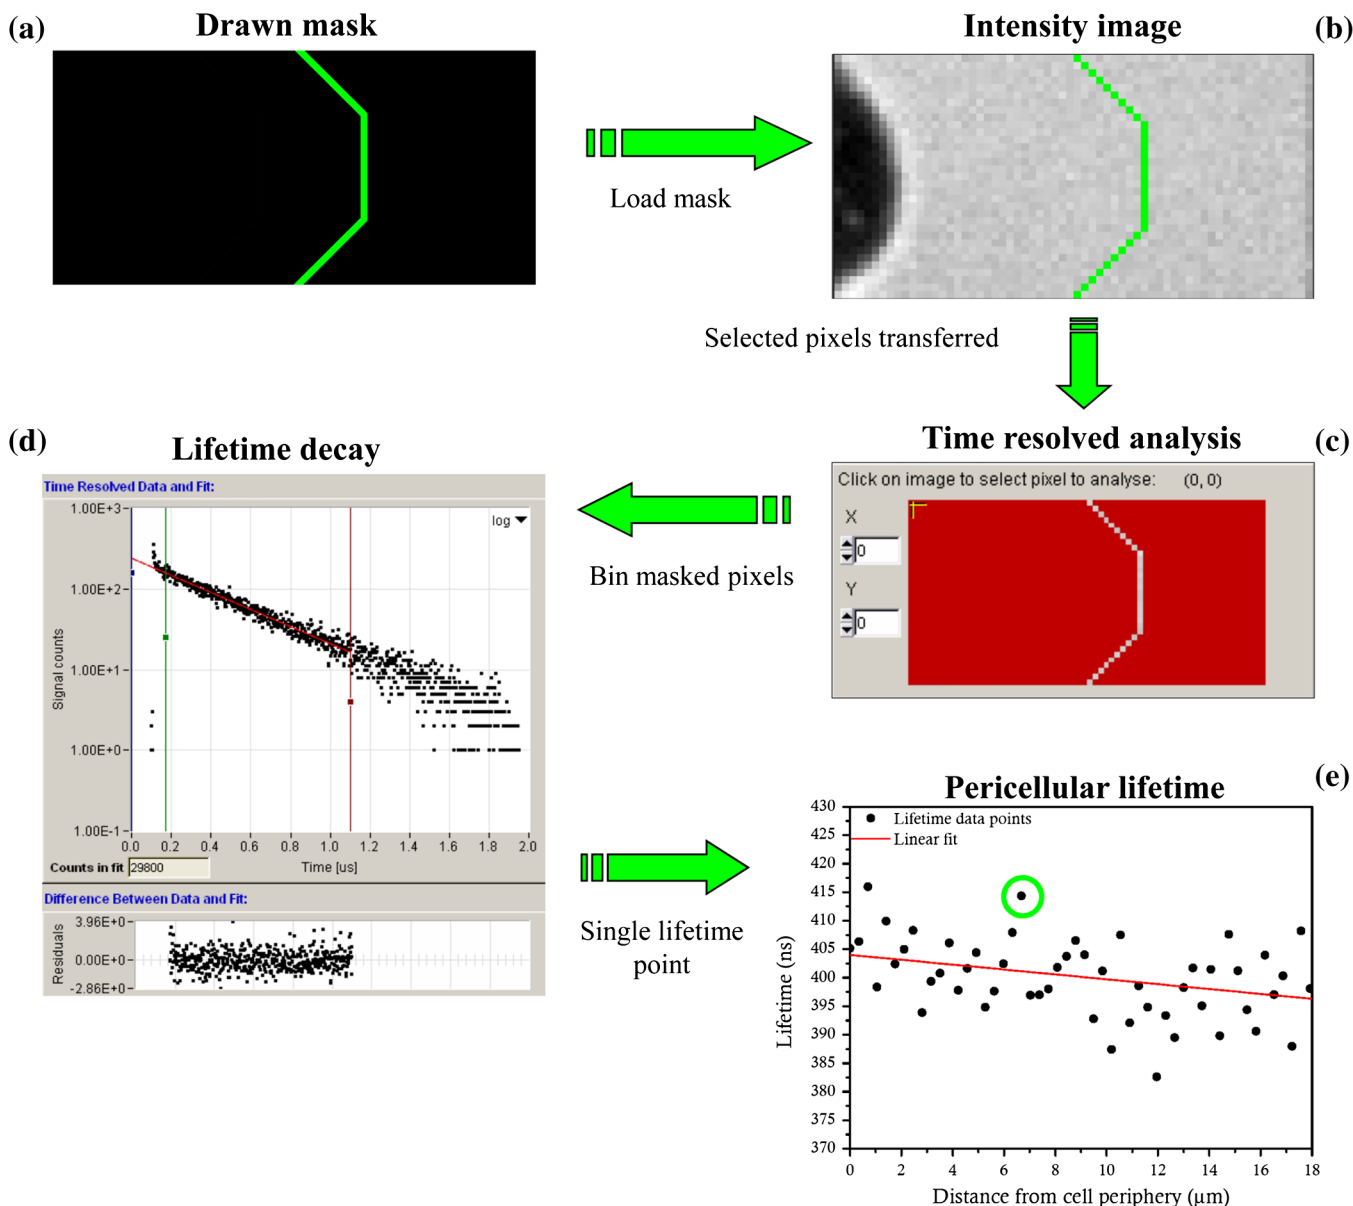 (a)
Drawn mask
Load mask
Intensity image
(b)
Selected pixels transferred
Time resolved analysis
(c)
Click on image to select pixel to analyse: (0, 0)
X
0
Y
0
Bin masked pixels
(d)
Lifetime decay
Time Resolved Data and Fit:
log
1.00E+3
1.00E+2
1.00E+1
1.00E+0
1.00E-1
Signal counts
0.0 0.2 0.4 0.6 0.8 1.0 1.2 1.4 1.6 1.8 2.0
Time [us]
Counts in fit 29800
Difference Between Data and Fit:
3.96E+0
0.00E+0
-2.86E+0
Residuals
Single lifetime
point
Pericellular lifetime
(e)
Lifetime data points
Linear fit
430
425
420
415
410
405
400
395
390
385
380
375
370
Lifetime (ns)
0 2 4 6 8 10 12 14 16 18
Distance from cell periphery (µm)